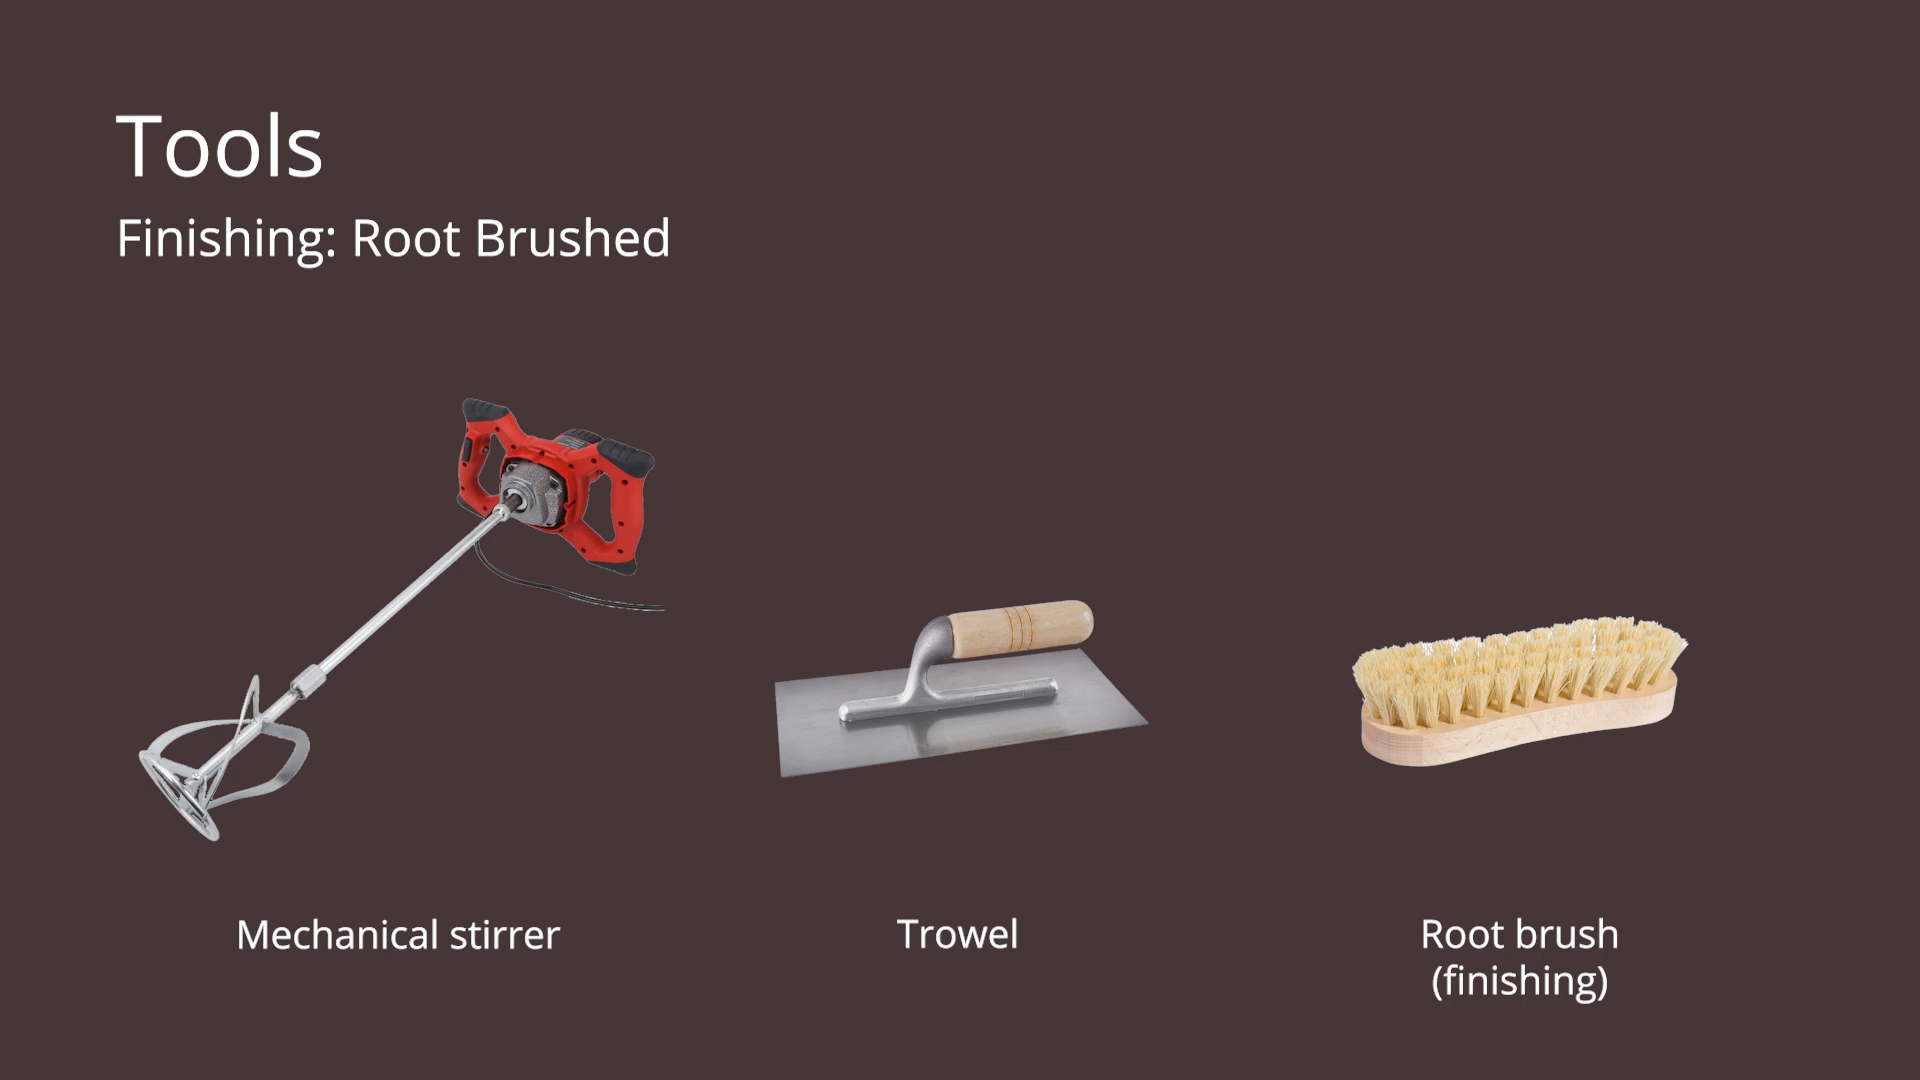 Tools
Finishing: Root Brushed
Mechanical stirrer
Trowel
Root brush
(finishing)